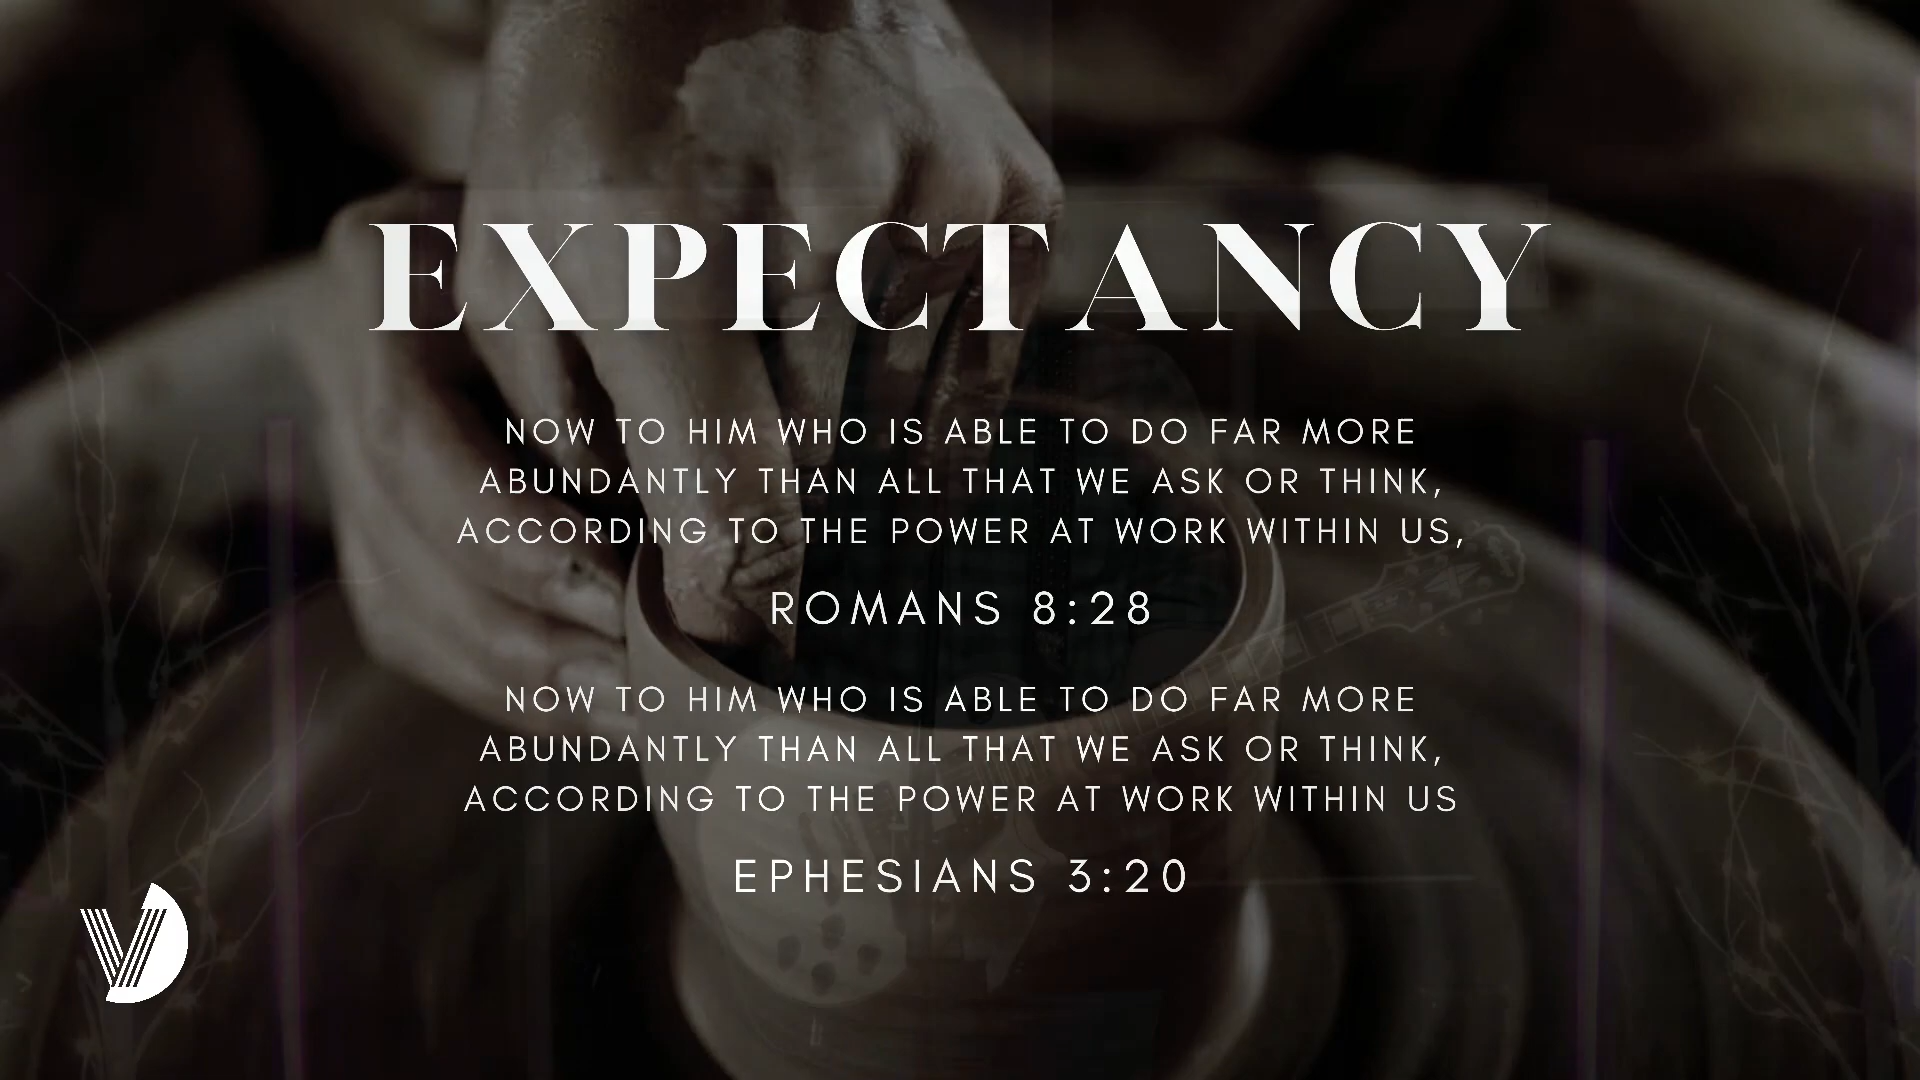 EXPECTANCY
NOW TO HIM WHO IS ABLE TO DO FAR MORE
ABUNDANTLY THAN ALL THAT WE ASK OR THINK,
ACCORDING TO THE POWER AT WORK WITHIN US,
ROMANS 8:28
NOW TO HIM WHO IS ABLE TO DO FAR MORE
ABUNDANTLY THAN ALL THAT WE ASK OR THINK,
ACCORDING TO THE POWER AT WORK WITHIN US
EPHESIANS 3:20
V